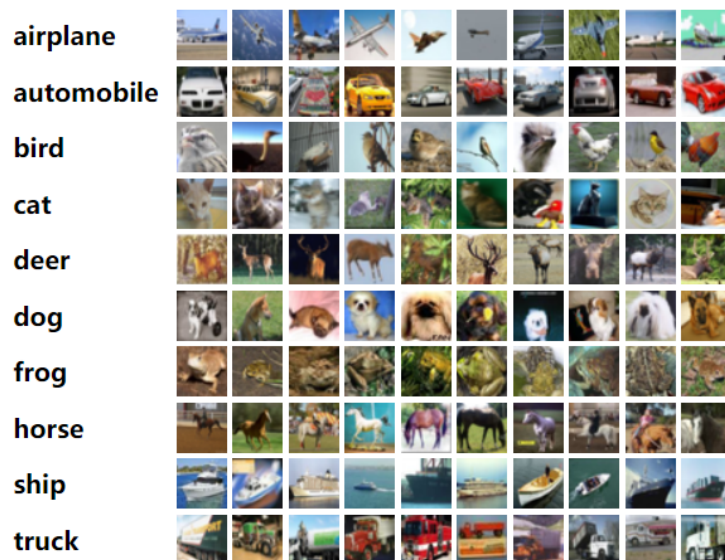 airplane
automobile
bird
cat
deer
dog
frog
horse
ship
truck